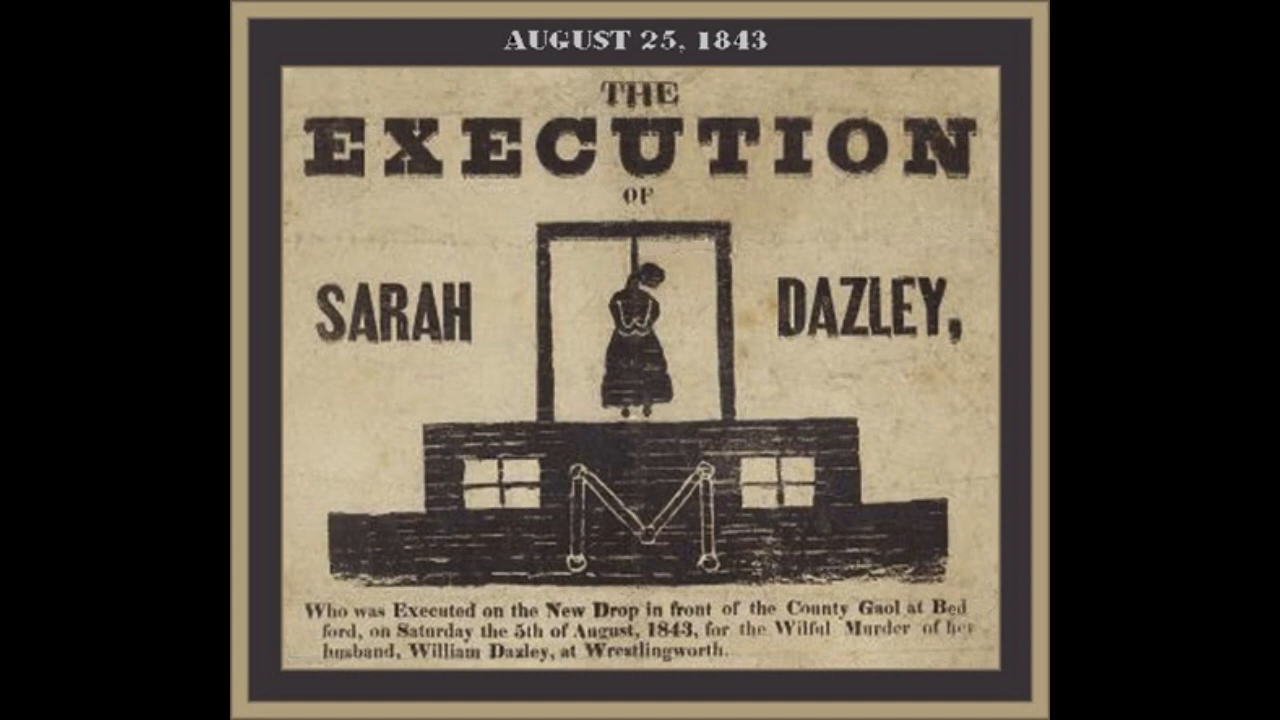 AUGUST 25, 1843
THE
EXECUTION
OF
SARAH DAZLEY,
M
Who was Executed on the New Drop in front of the County Gaol at Bed
ford, on Saturday the 5th of August, 1843, for the Wilful Murder of her
husband, William Dazley, at Wrestlingworth.